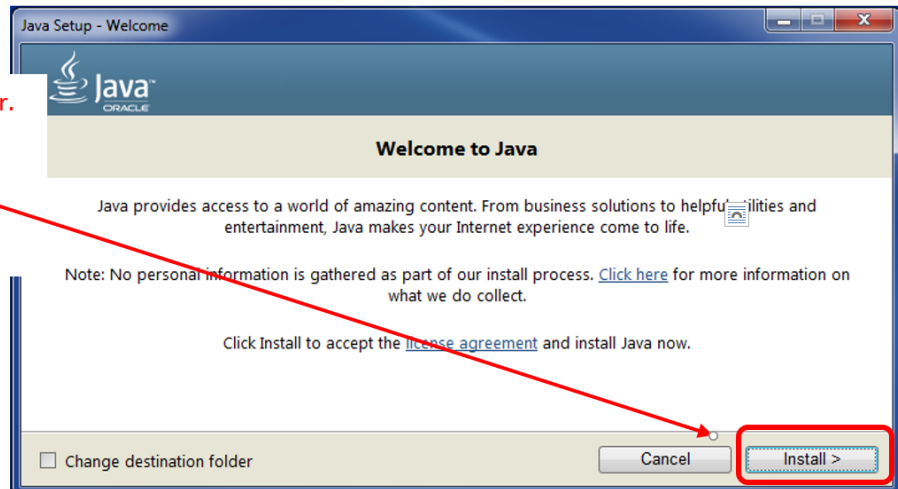 Java Setup - Welcome
Java™
ORACLE
r.
Welcome to Java
Java provides access to a world of amazing content. From business solutions to helpful and
entertainment, Java makes your Internet experience come to life.
Note: No personal information is gathered as part of our install process. Click here for more information on
what we do collect.
Click Install to accept the license agreement and install Java now.
Change destination folder
Cancel
Install >